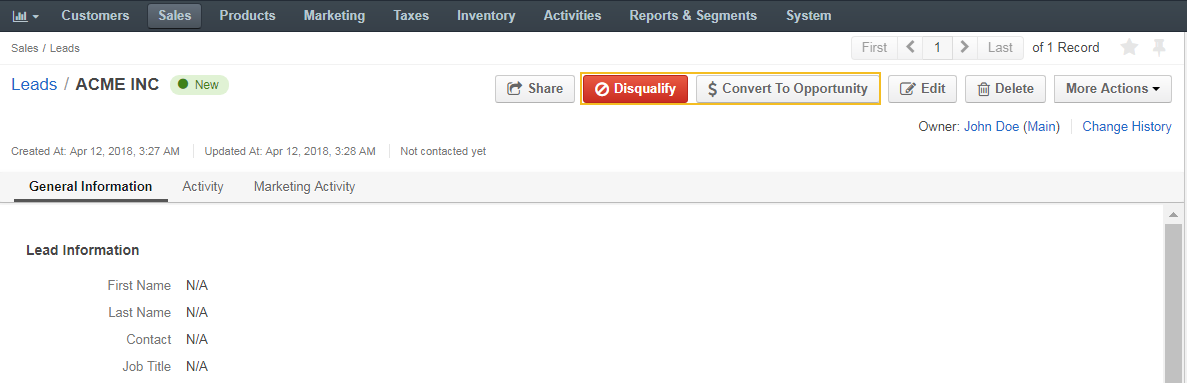 Customers Sales Products Marketing Taxes Inventory Activities Reports & Segments System
Sales / Leads First 1 Last of 1 Record
Leads / ACME INC New Share Disqualify $ Convert To Opportunity Edit Delete More Actions
Owner: John Doe (Main) Change History
Created At: Apr 12, 2018, 3:27 AM Updated At: Apr 12, 2018, 3:28 AM Not contacted yet
General Information Activity Marketing Activity
Lead Information
First Name N/A
Last Name N/A
Contact N/A
Job Title N/A